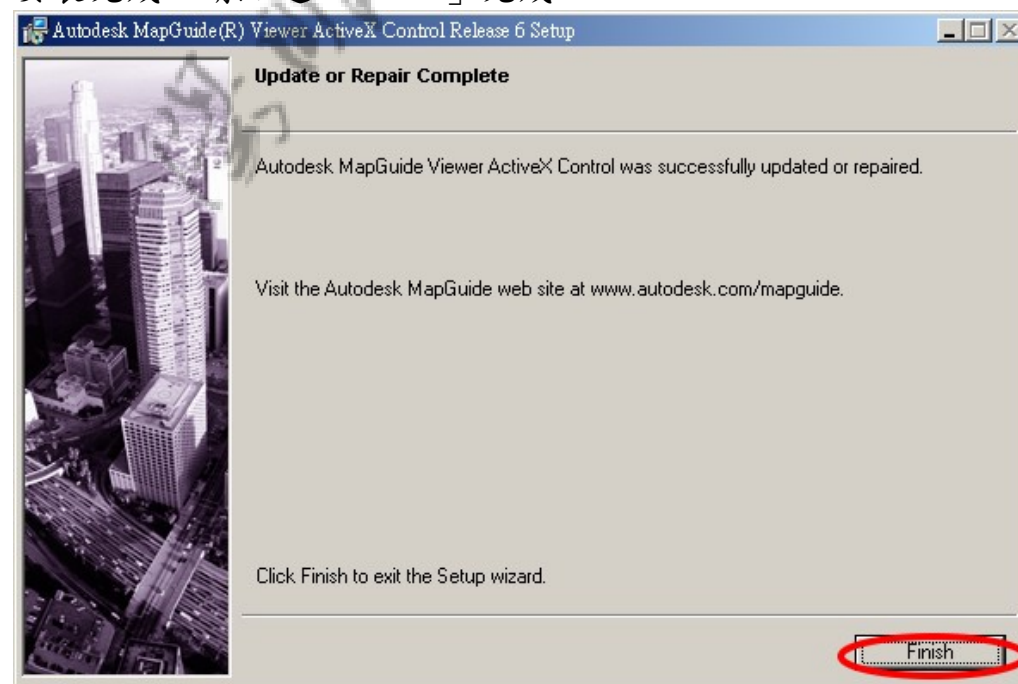 Autodesk MapGuide(R) Viewer ActiveX Control Release 6 Setup
Update or Repair Complete
Autodesk MapGuide Viewer ActiveX Control was successfully updated or repaired.
Visit the Autodesk MapGuide web site at www.autodesk.com/mapguide.
Click Finish to exit the Setup wizard.
Finish